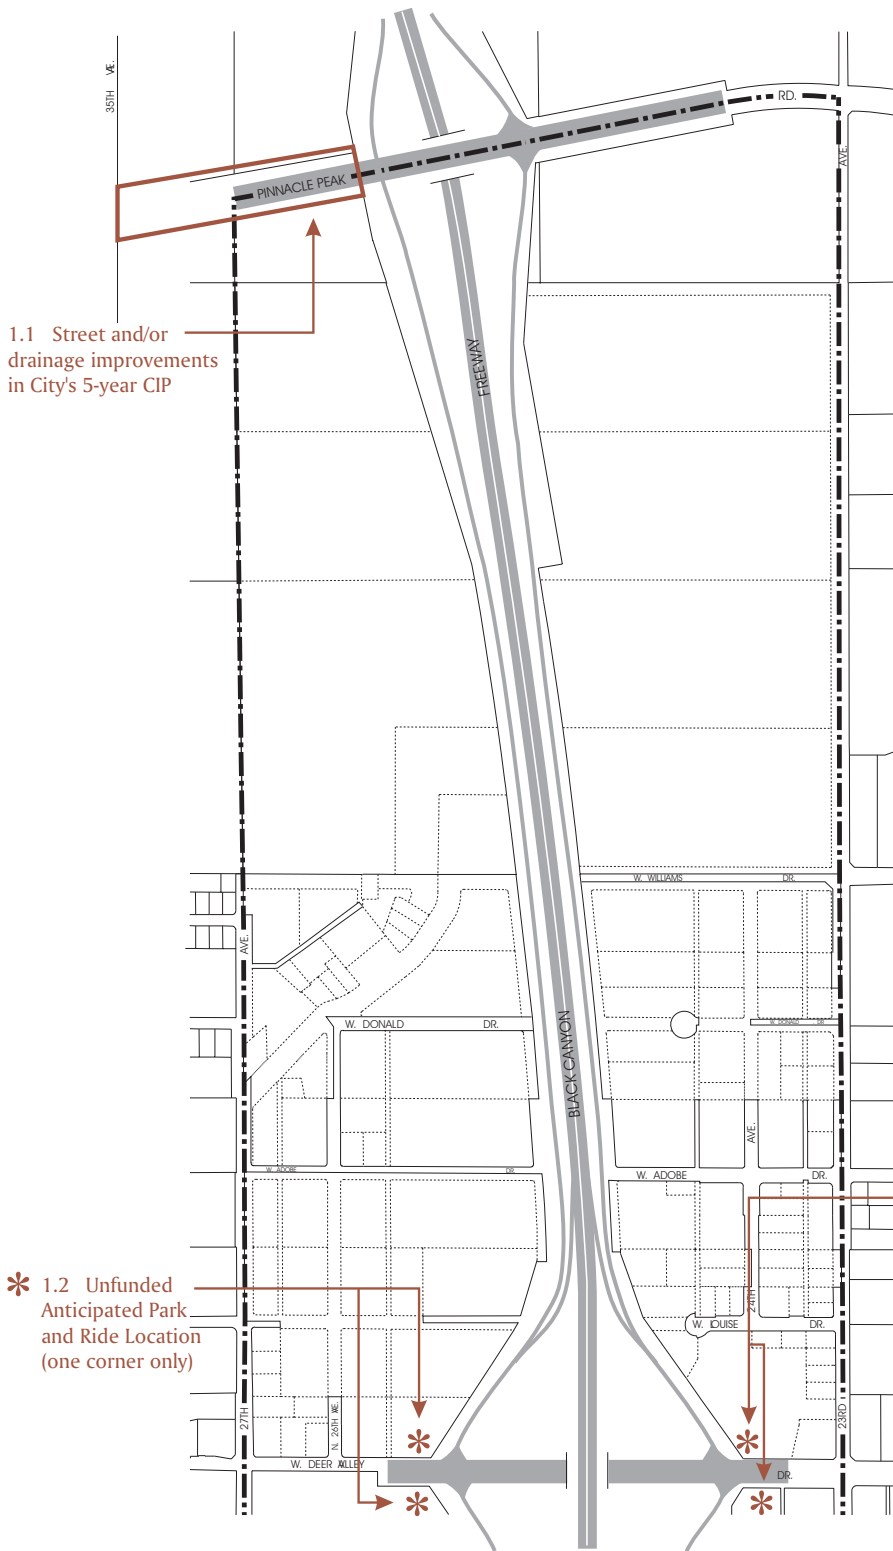 35TH AVE.
RD.
AVE.
PINNACLE PEAK
1.1 Street and/or
drainage improvements
in City's 5-year CIP
FREEWAY
W. WILLIAMS DR.
AVE.
W. DONALD DR.
W. DONALD DR
BLACK CANYON
AVE.
W. ADOBE DR.
W. ADOBE DR.
* 1.2 Unfunded
Anticipated Park
and Ride Location
(one corner only)
24TH
W. LOUISE DR.
27TH
N. 26TH AVE.
23RD
*
*
W. DEER VALLEY DR.
*
*